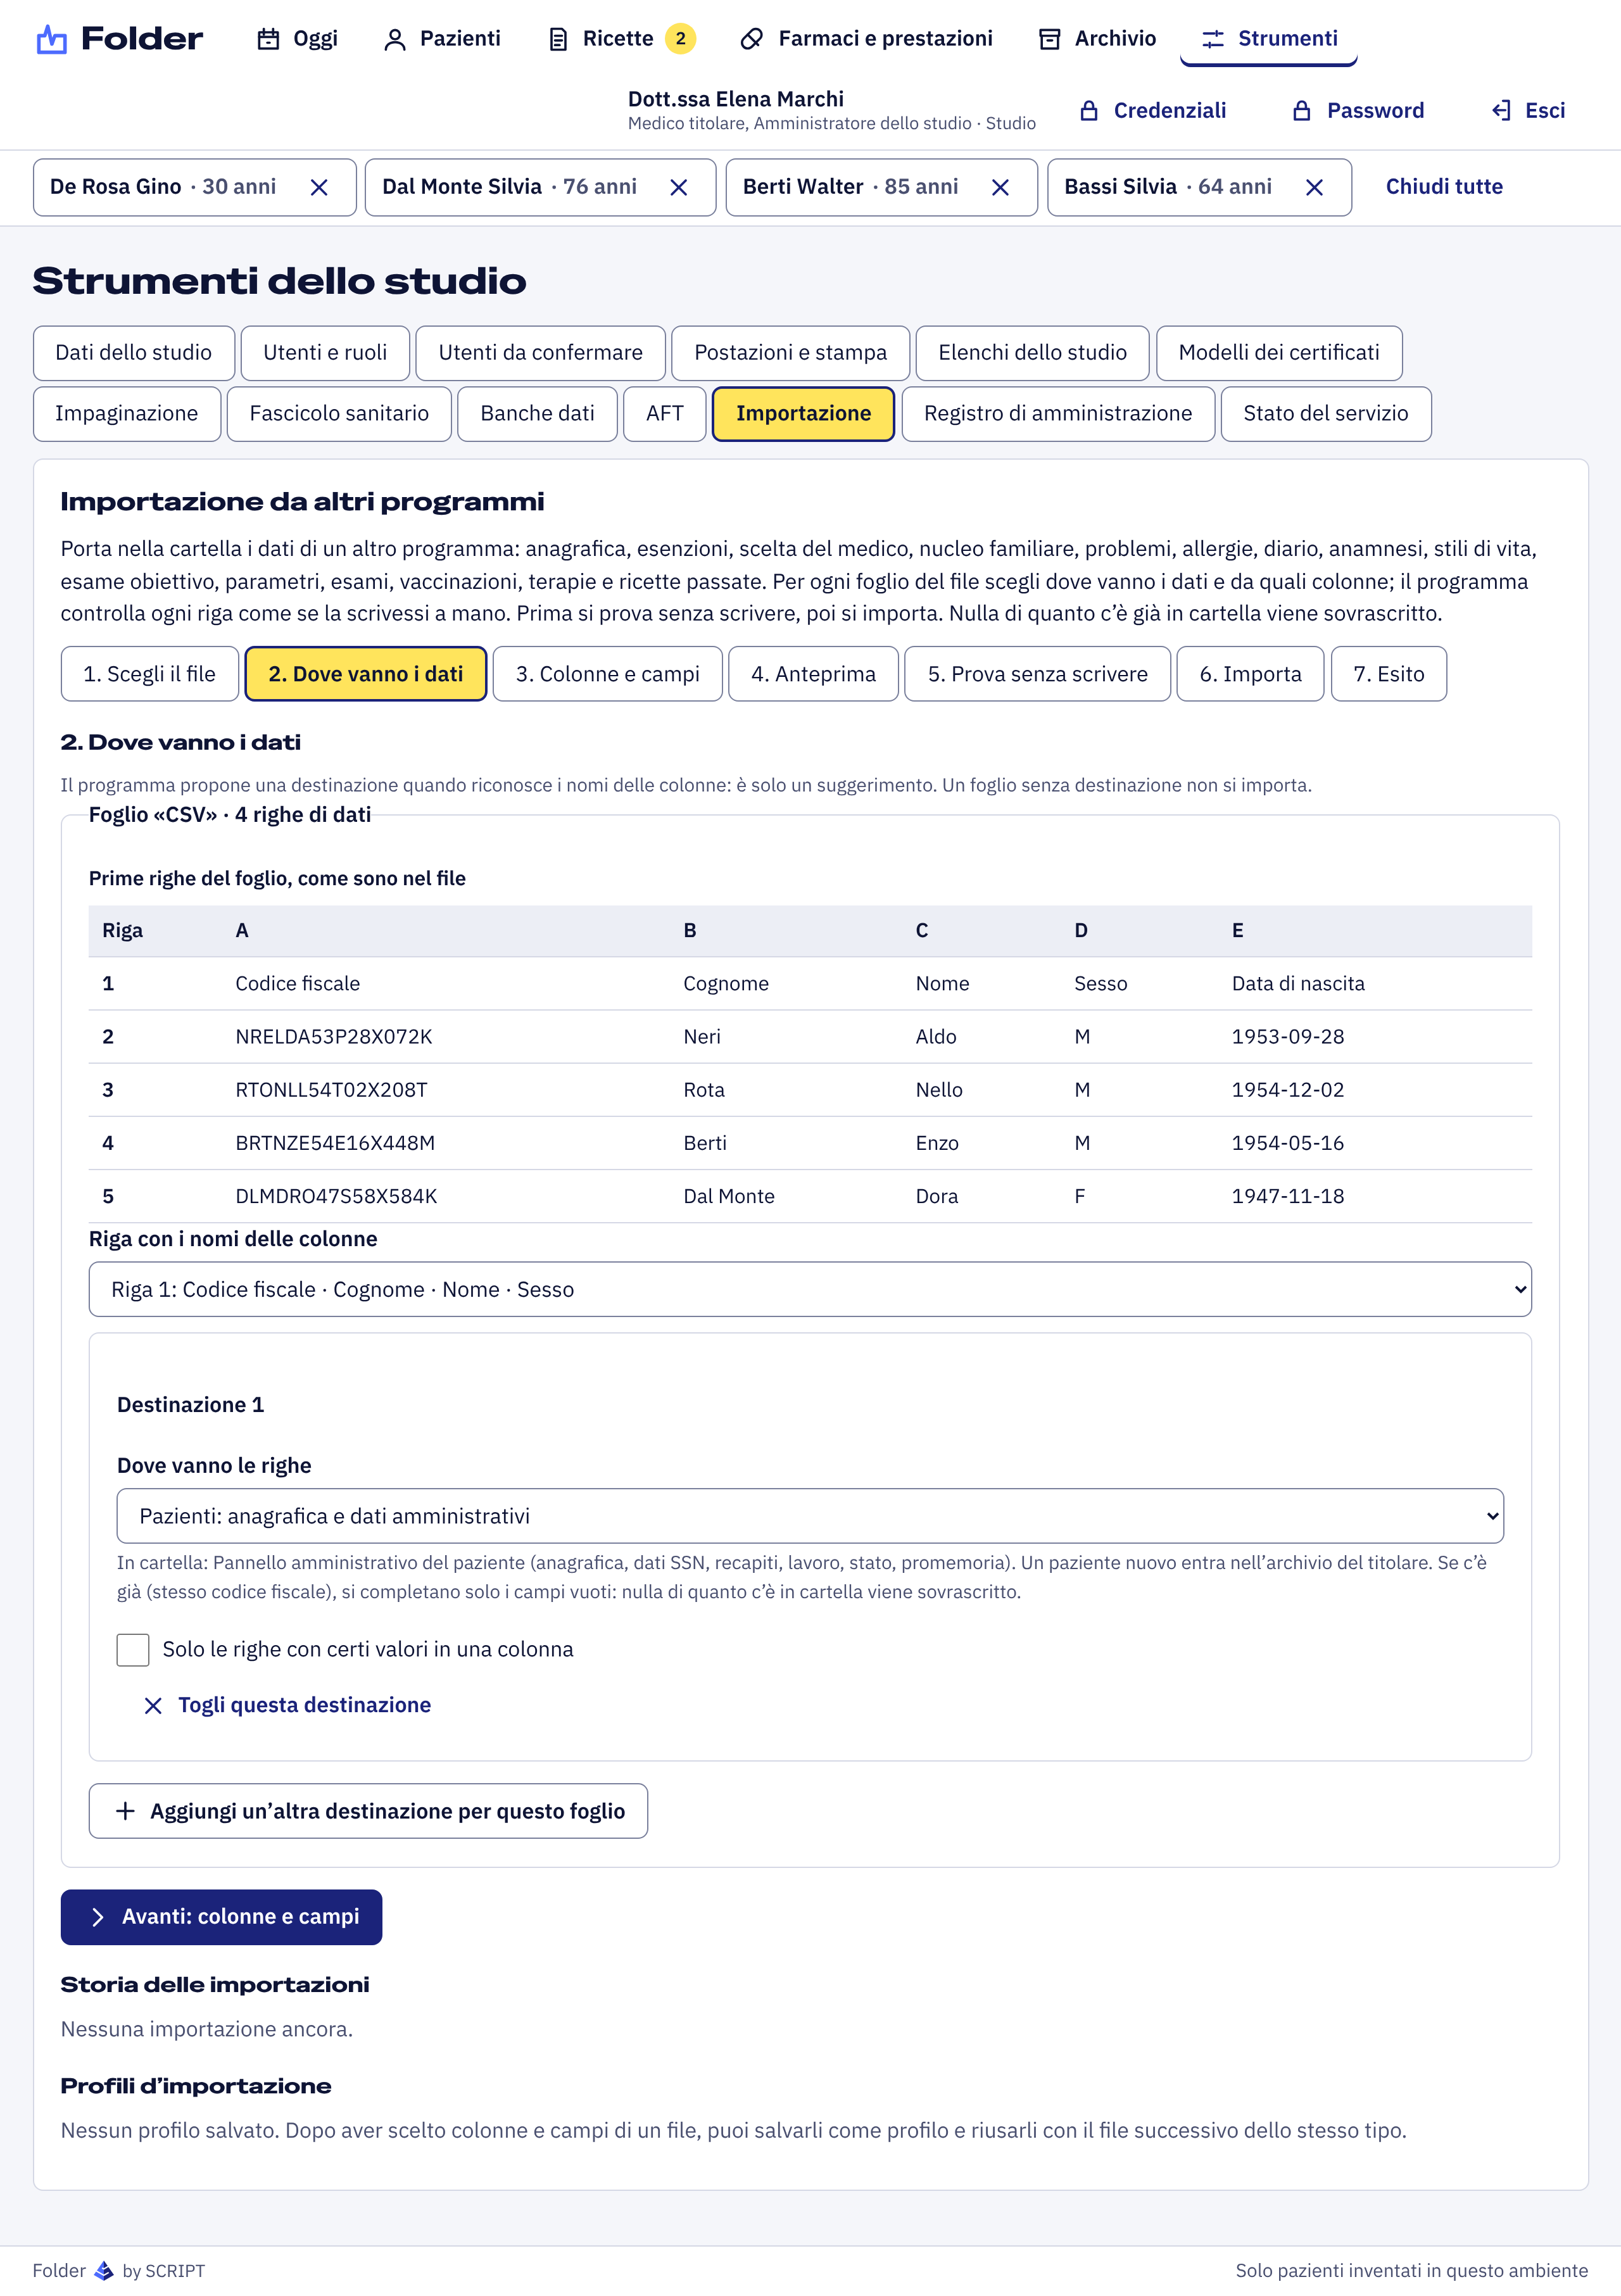 Folder
Oggi
Pazienti
Ricette 2
Farmaci e prestazioni
Archivio
Strumenti
Dott.ssa Elena Marchi
Medico titolare, Amministratore dello studio · Studio
Credenziali
Password
Esci
De Rosa Gino · 30 anni
Dal Monte Silvia · 76 anni
Berti Walter · 85 anni
Bassi Silvia · 64 anni
Chiudi tutte
Strumenti dello studio
Dati dello studio
Utenti e ruoli
Utenti da confermare
Postazioni e stampa
Elenchi dello studio
Modelli dei certificati
Impaginazione
Fascicolo sanitario
Banche dati
AFT
Importazione
Registro di amministrazione
Stato del servizio
Importazione da altri programmi
Porta nella cartella i dati di un altro programma: anagrafica, esenzioni, scelta del medico, nucleo familiare, problemi, allergie, diario, anamnesi, stili di vita,
esame obiettivo, parametri, esami, vaccinazioni, terapie e ricette passate. Per ogni foglio del file scegli dove vanno i dati e da quali colonne; il programma
controlla ogni riga come se la scrivessi a mano. Prima si prova senza scrivere, poi si importa. Nulla di quanto c’è già in cartella viene sovrascritto.
1. Scegli il file
2. Dove vanno i dati
3. Colonne e campi
4. Anteprima
5. Prova senza scrivere
6. Importa
7. Esito
2. Dove vanno i dati
Il programma propone una destinazione quando riconosce i nomi delle colonne: è solo un suggerimento. Un foglio senza destinazione non si importa.
Foglio «CSV» · 4 righe di dati
Prime righe del foglio, come sono nel file
Riga A B C D E
1 Codice fiscale Cognome Nome Sesso Data di nascita
2 NRELDA53P28X072K Neri Aldo M 1953-09-28
3 RTONLL54T02X208T Rota Nello M 1954-12-02
4 BRTNZE54E16X448M Berti Enzo M 1954-05-16
5 DLMDRO47S58X584K Dal Monte Dora F 1947-11-18
Riga con i nomi delle colonne
Riga 1: Codice fiscale · Cognome · Nome · Sesso
Destinazione 1
Dove vanno le righe
Pazienti: anagrafica e dati amministrativi
In cartella: Pannello amministrativo del paziente (anagrafica, dati SSN, recapiti, lavoro, stato, promemoria). Un paziente nuovo entra nell’archivio del titolare. Se c’è
già (stesso codice fiscale), si completano solo i campi vuoti: nulla di quanto c’è in cartella viene sovrascritto.
Solo le righe con certi valori in una colonna
Togli questa destinazione
Aggiungi un’altra destinazione per questo foglio
Avanti: colonne e campi
Storia delle importazioni
Nessuna importazione ancora.
Profili d’importazione
Nessun profilo salvato. Dopo aver scelto colonne e campi di un file, puoi salvarli come profilo e riusarli con il file successivo dello stesso tipo.
Folder by SCRIPT
Solo pazienti inventati in questo ambiente